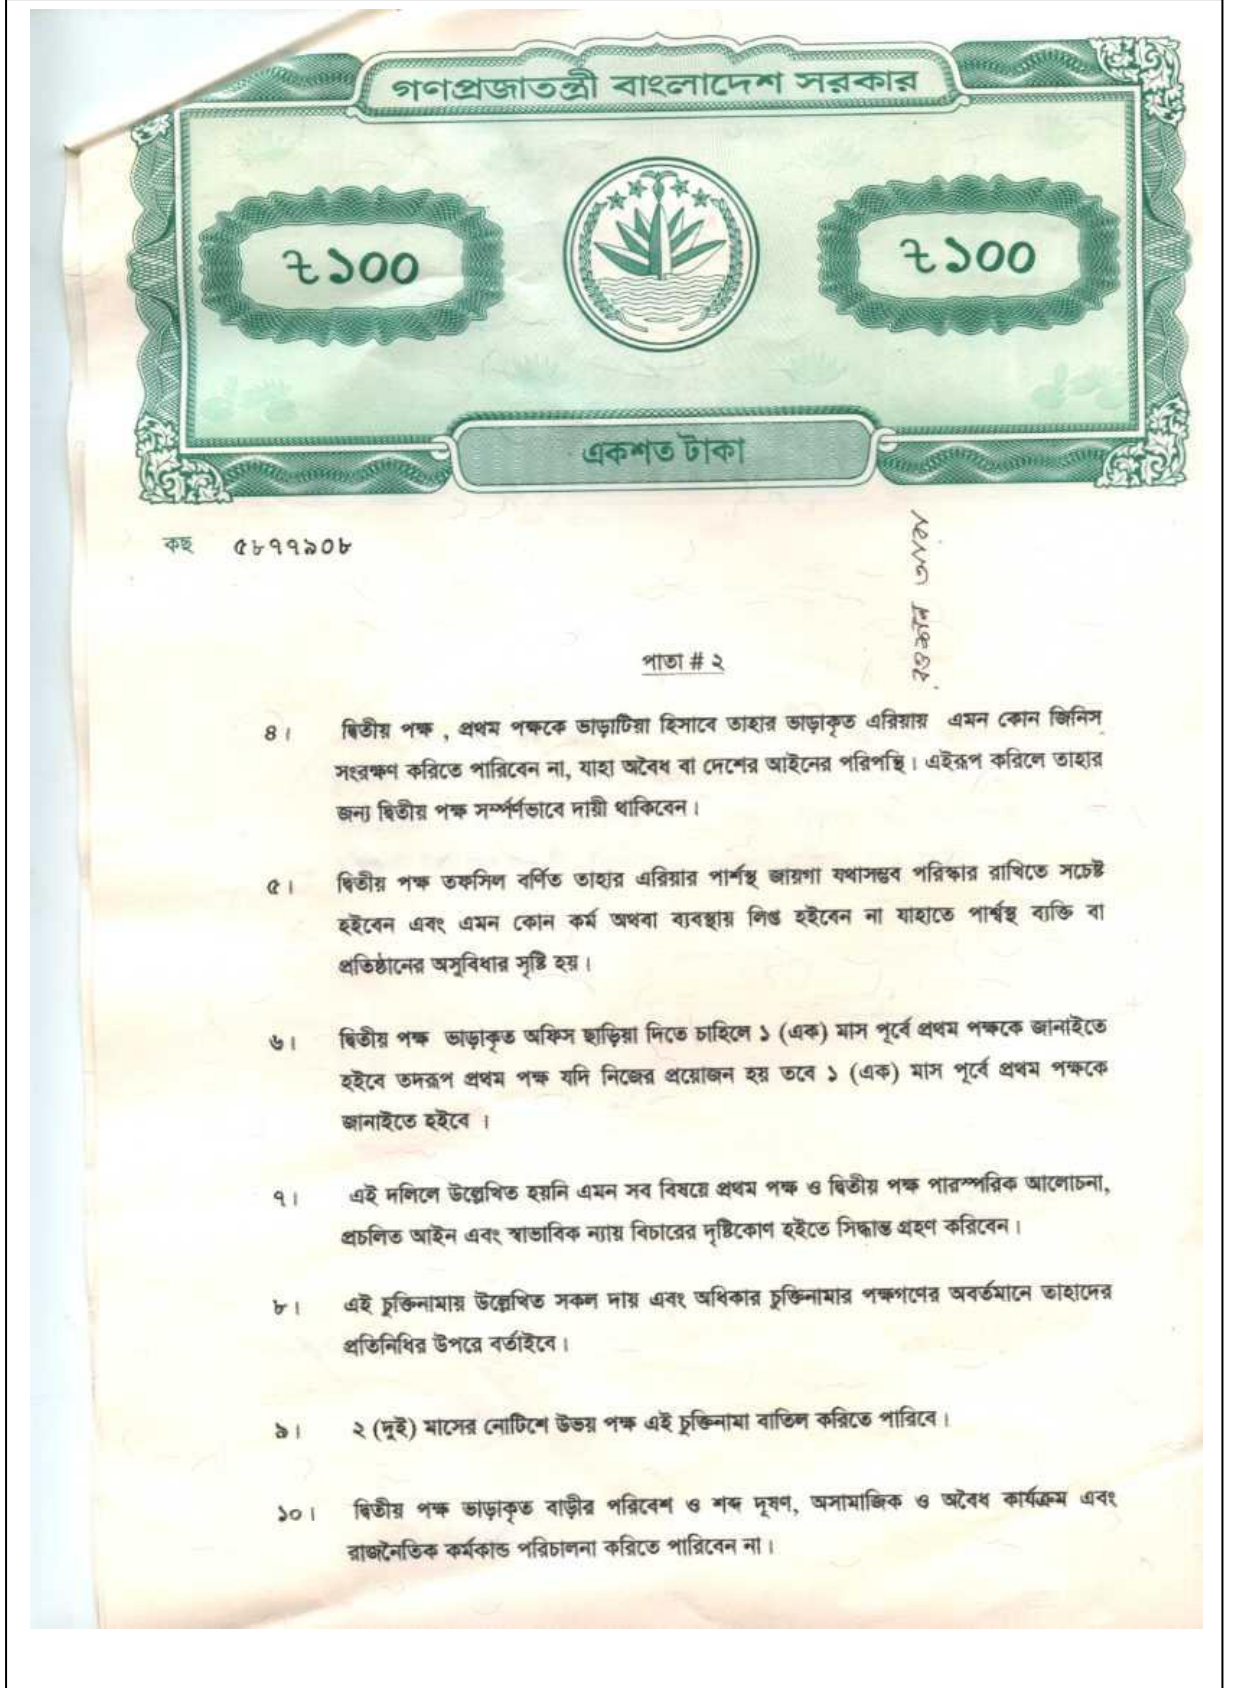 গণপ্রজাতন্ত্রী বাংলাদেশ সরকার
৳১০০
৳১০০
একশত টাকা
কছ ৫৮৭৭৯০৮
পাতা # ২
৪। দ্বিতীয় পক্ষ , প্রথম পক্ষকে ভাড়াটিয়া হিসাবে তাহার ভাড়াকৃত এরিয়ায় এমন কোন জিনিস
সংরক্ষণ করিতে পারিবেন না, যাহা অবৈধ বা দেশের আইনের পরিপন্থি। এইরূপ করিলে তাহার
জন্য দ্বিতীয় পক্ষ সর্ম্পর্ণভাবে দায়ী থাকিবেন।
৫। দ্বিতীয় পক্ষ তফসিল বর্ণিত তাহার এরিয়ার পার্শস্থ জায়গা যথাসম্ভব পরিস্কার রাখিতে সচেষ্ট
হইবেন এবং এমন কোন কর্ম অথবা ব্যবস্থায় লিপ্ত হইবেন না যাহাতে পার্শ্বস্থ ব্যক্তি বা
প্রতিষ্ঠানের অসুবিধার সৃষ্টি হয়।
৬। দ্বিতীয় পক্ষ ভাড়াকৃত অফিস ছাড়িয়া দিতে চাহিলে ১ (এক) মাস পূর্বে প্রথম পক্ষকে জানাইতে
হইবে তদরূপ প্রথম পক্ষ যদি নিজের প্রয়োজন হয় তবে ১ (এক) মাস পূর্বে প্রথম পক্ষকে
জানাইতে হইবে ।
৭। এই দলিলে উল্লেখিত হয়নি এমন সব বিষয়ে প্রথম পক্ষ ও দ্বিতীয় পক্ষ পারস্পরিক আলোচনা,
প্রচলিত আইন এবং স্বাভাবিক ন্যায় বিচারের দৃষ্টিকোণ হইতে সিদ্ধান্ত গ্রহণ করিবেন।
৮। এই চুক্তিনামায় উল্লেখিত সকল দায় এবং অধিকার চুক্তিনামার পক্ষগণের অবর্তমানে তাহাদের
প্রতিনিধির উপরে বর্তাইবে।
৯। ২ (দুই) মাসের নোটিশে উভয় পক্ষ এই চুক্তিনামা বাতিল করিতে পারিবে।
১০। দ্বিতীয় পক্ষ ভাড়াকৃত বাড়ীর পরিবেশ ও শব্দ দূষণ, অসামাজিক ও অবৈধ কার্যক্রম এবং
রাজনৈতিক কর্মকান্ড পরিচালনা করিতে পারিবেন না।